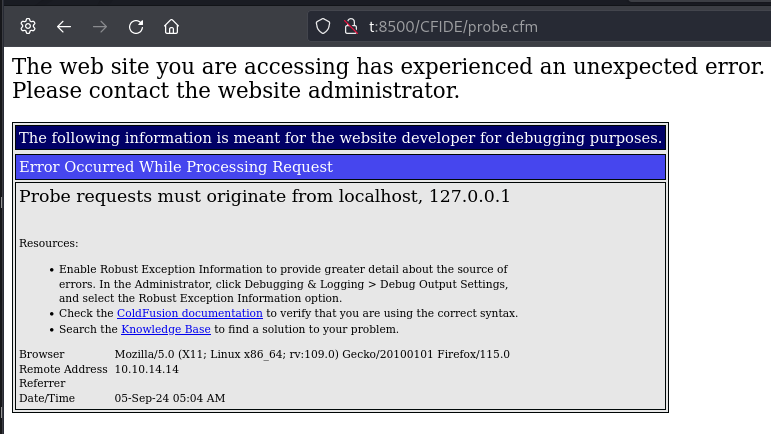 t:8500/CFIDE/probe.cfm
The web site you are accessing has experienced an unexpected error.
Please contact the website administrator.
The following information is meant for the website developer for debugging purposes.
Error Occurred While Processing Request
Probe requests must originate from localhost, 127.0.0.1
Resources:
• Enable Robust Exception Information to provide greater detail about the source of
errors. In the Administrator, click Debugging & Logging > Debug Output Settings,
and select the Robust Exception Information option.
• Check the ColdFusion documentation to verify that you are using the correct syntax.
• Search the Knowledge Base to find a solution to your problem.
Browser Mozilla/5.0 (X11; Linux x86_64; rv:109.0) Gecko/20100101 Firefox/115.0
Remote Address 10.10.14.14
Referrer
Date/Time 05-Sep-24 05:04 AM